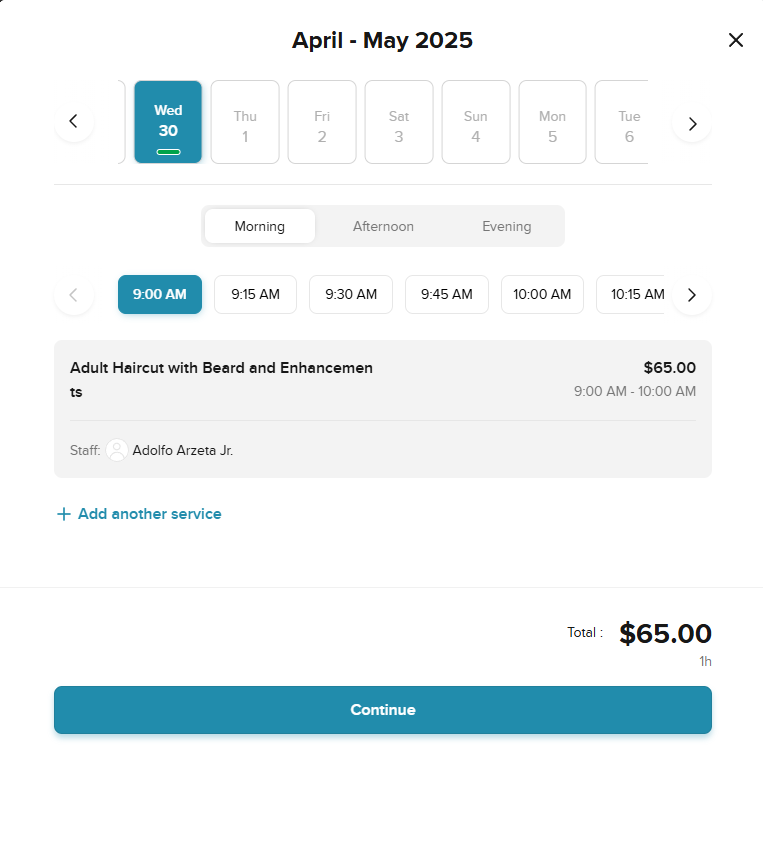 April - May 2025
Wed Thu Fri Sat Sun Mon Tue
30 1 2 3 4 5 6
Morning Afternoon Evening
9:00 AM 9:15 AM 9:30 AM 9:45 AM 10:00 AM 10:15 AM
Adult Haircut with Beard and Enhancemen $65.00
ts 9:00 AM - 10:00 AM
Staff: Adolfo Arzeta Jr.
+ Add another service
Total : $65.00
1h
Continue